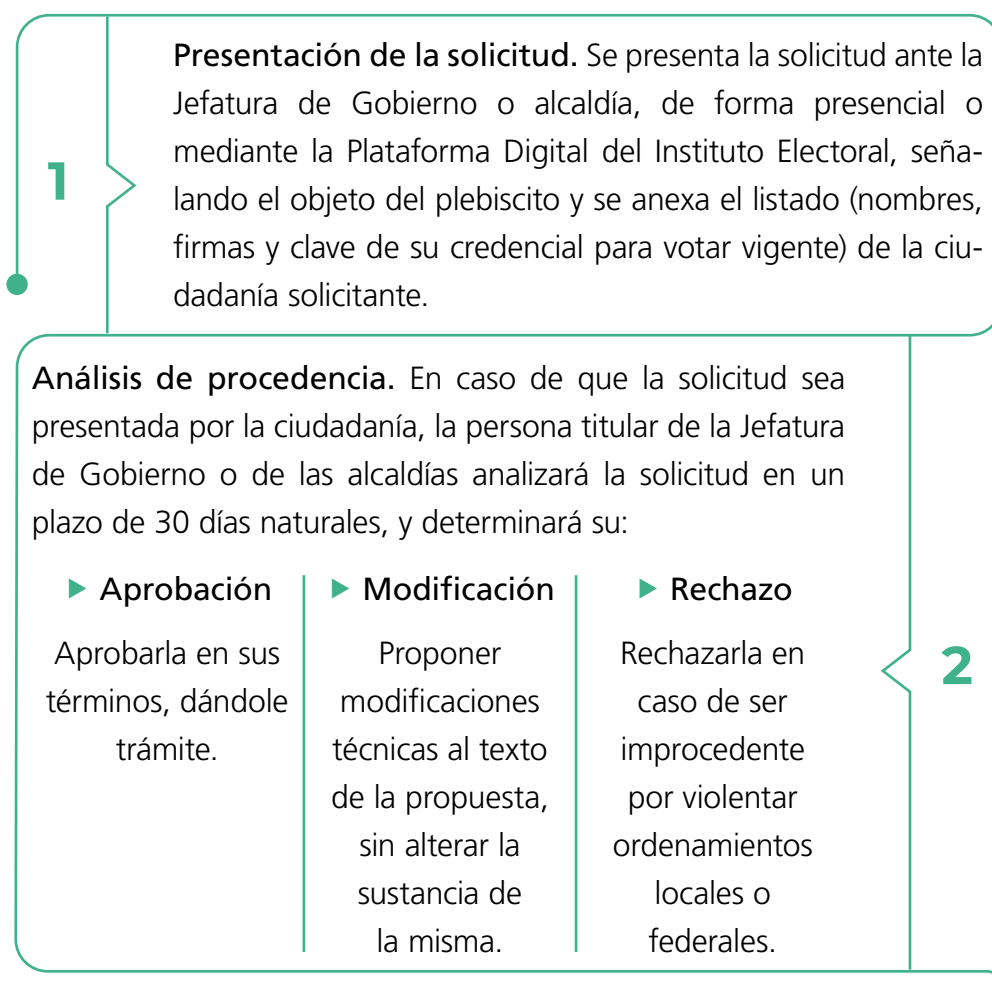 1
Presentación de la solicitud. Se presenta la solicitud ante la
Jefatura de Gobierno o alcaldía, de forma presencial o
mediante la Plataforma Digital del Instituto Electoral, seña-
lando el objeto del plebiscito y se anexa el listado (nombres,
firmas y clave de su credencial para votar vigente) de la ciu-
dadanía solicitante.
2
Análisis de procedencia. En caso de que la solicitud sea
presentada por la ciudadanía, la persona titular de la Jefatura
de Gobierno o de las alcaldías analizará la solicitud en un
plazo de 30 días naturales, y determinará su:
▶ Aprobación
Aprobarla en sus
términos, dándole
trámite.
▶ Modificación
Proponer
modificaciones
técnicas al texto
de la propuesta,
sin alterar la
sustancia de
la misma.
▶ Rechazo
Rechazarla en
caso de ser
improcedente
por violentar
ordenamientos
locales o
federales.